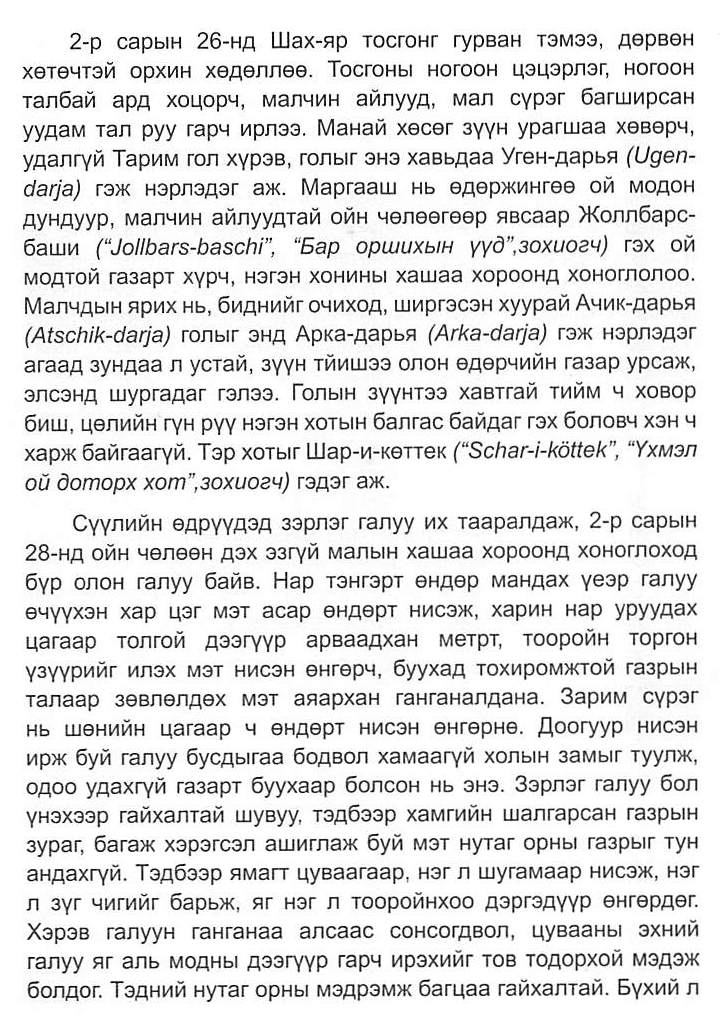 2-р сарын 26-нд Шах-яр тосгонг гурван тэмээ, дөрвөн
хөтөчтэй орхин хөдөллөө. Тосгоны ногоон цэцэрлэг, ногоон
талбай ард хоцорч, малчин айлууд, мал сүрэг багширсан
уудам тал руу гарч ирлээ. Манай хөсөг зүүн урагшаа хөвөрч,
удалгүй Тарим гол хүрэв, голыг энэ хавьдаа Уген-дарья (Ugen-
darja) гэж нэрлэдэг аж. Маргааш нь өдөржингөө ой модон
дундуур, малчин айлуудтай ойн чөлөөгөөр явсаар Жоллбарс-
баши (“Jollbars-baschi”, “Бар оршихын үүд”,зохиогч) гэх ой
модтой газарт хүрч, нэгэн хонины хашаа хороонд хоноглолоо.
Малчдын ярих нь, биднийг очиход, ширгэсэн хуурай Ачик-дарья
(Atschik-darja) голыг энд Арка-дарья (Arka-darja) гэж нэрлэдэг
агаад зундаа л устай, зүүн тйишээ олон өдөрчийн газар урсаж,
элсэнд шургадаг гэлээ. Голын зүүнтээ хавтгай тийм ч ховор
биш, цөлийн гүн рүү нэгэн хотын балгас байдаг гэх боловч хэн ч
харж байгаагүй. Тэр хотыг Шар-и-көттек (“Schar-i-köttek”, “Үхмэл
ой доторх хот”,зохиогч) гэдэг аж.
Сүүлийн өдрүүдэд зэрлэг галуу их тааралдаж, 2-р сарын
28-нд ойн чөлөөн дэх эзгүй малын хашаа хороонд хоноглоход
бүр олон галуу байв. Нар тэнгэрт өндөр мандах үеэр галуу
өчүүхэн хар цэг мэт асар өндөрт нисэж, харин нар уруудах
цагаар толгой дээгүүр арваадхан метрт, тооройн торгон
үзүүрийг илэх мэт нисэн өнгөрч, буухад тохиромжтой газрын
талаар зөвлөлдөх мэт аяархан ганганалдана. Зарим сүрэг
нь шөнийн цагаар ч өндөрт нисэн өнгөрнө. Доогуур нисэн
ирж буй галуу бусдыгаа бодвол хамаагүй холын замыг туулж,
одоо удахгүй газарт буухаар болсон нь энэ. Зэрлэг галуу бол
үнэхээр гайхалтай шувуу, тэдбээр хамгийн шалгарсан газрын
зураг, багаж хэрэгсэл ашиглаж буй мэт нутаг орны газрыг тун
андахгүй. Тэдбээр ямагт цуваагаар, нэг л шугамаар нисэж, нэг
л зүг чигийг барьж, яг нэг л тооройнхоо дэргэдүүр өнгөрдөг.
Хэрэв галуун ганганаа алсаас сонсогдвол, цувааны эхний
галуу яг аль модны дээгүүр гарч ирэхийг тов тодорхой мэдэж
болдог. Тэдний нутаг орны мэдрэмж багцаа гайхалтай. Бүхий л